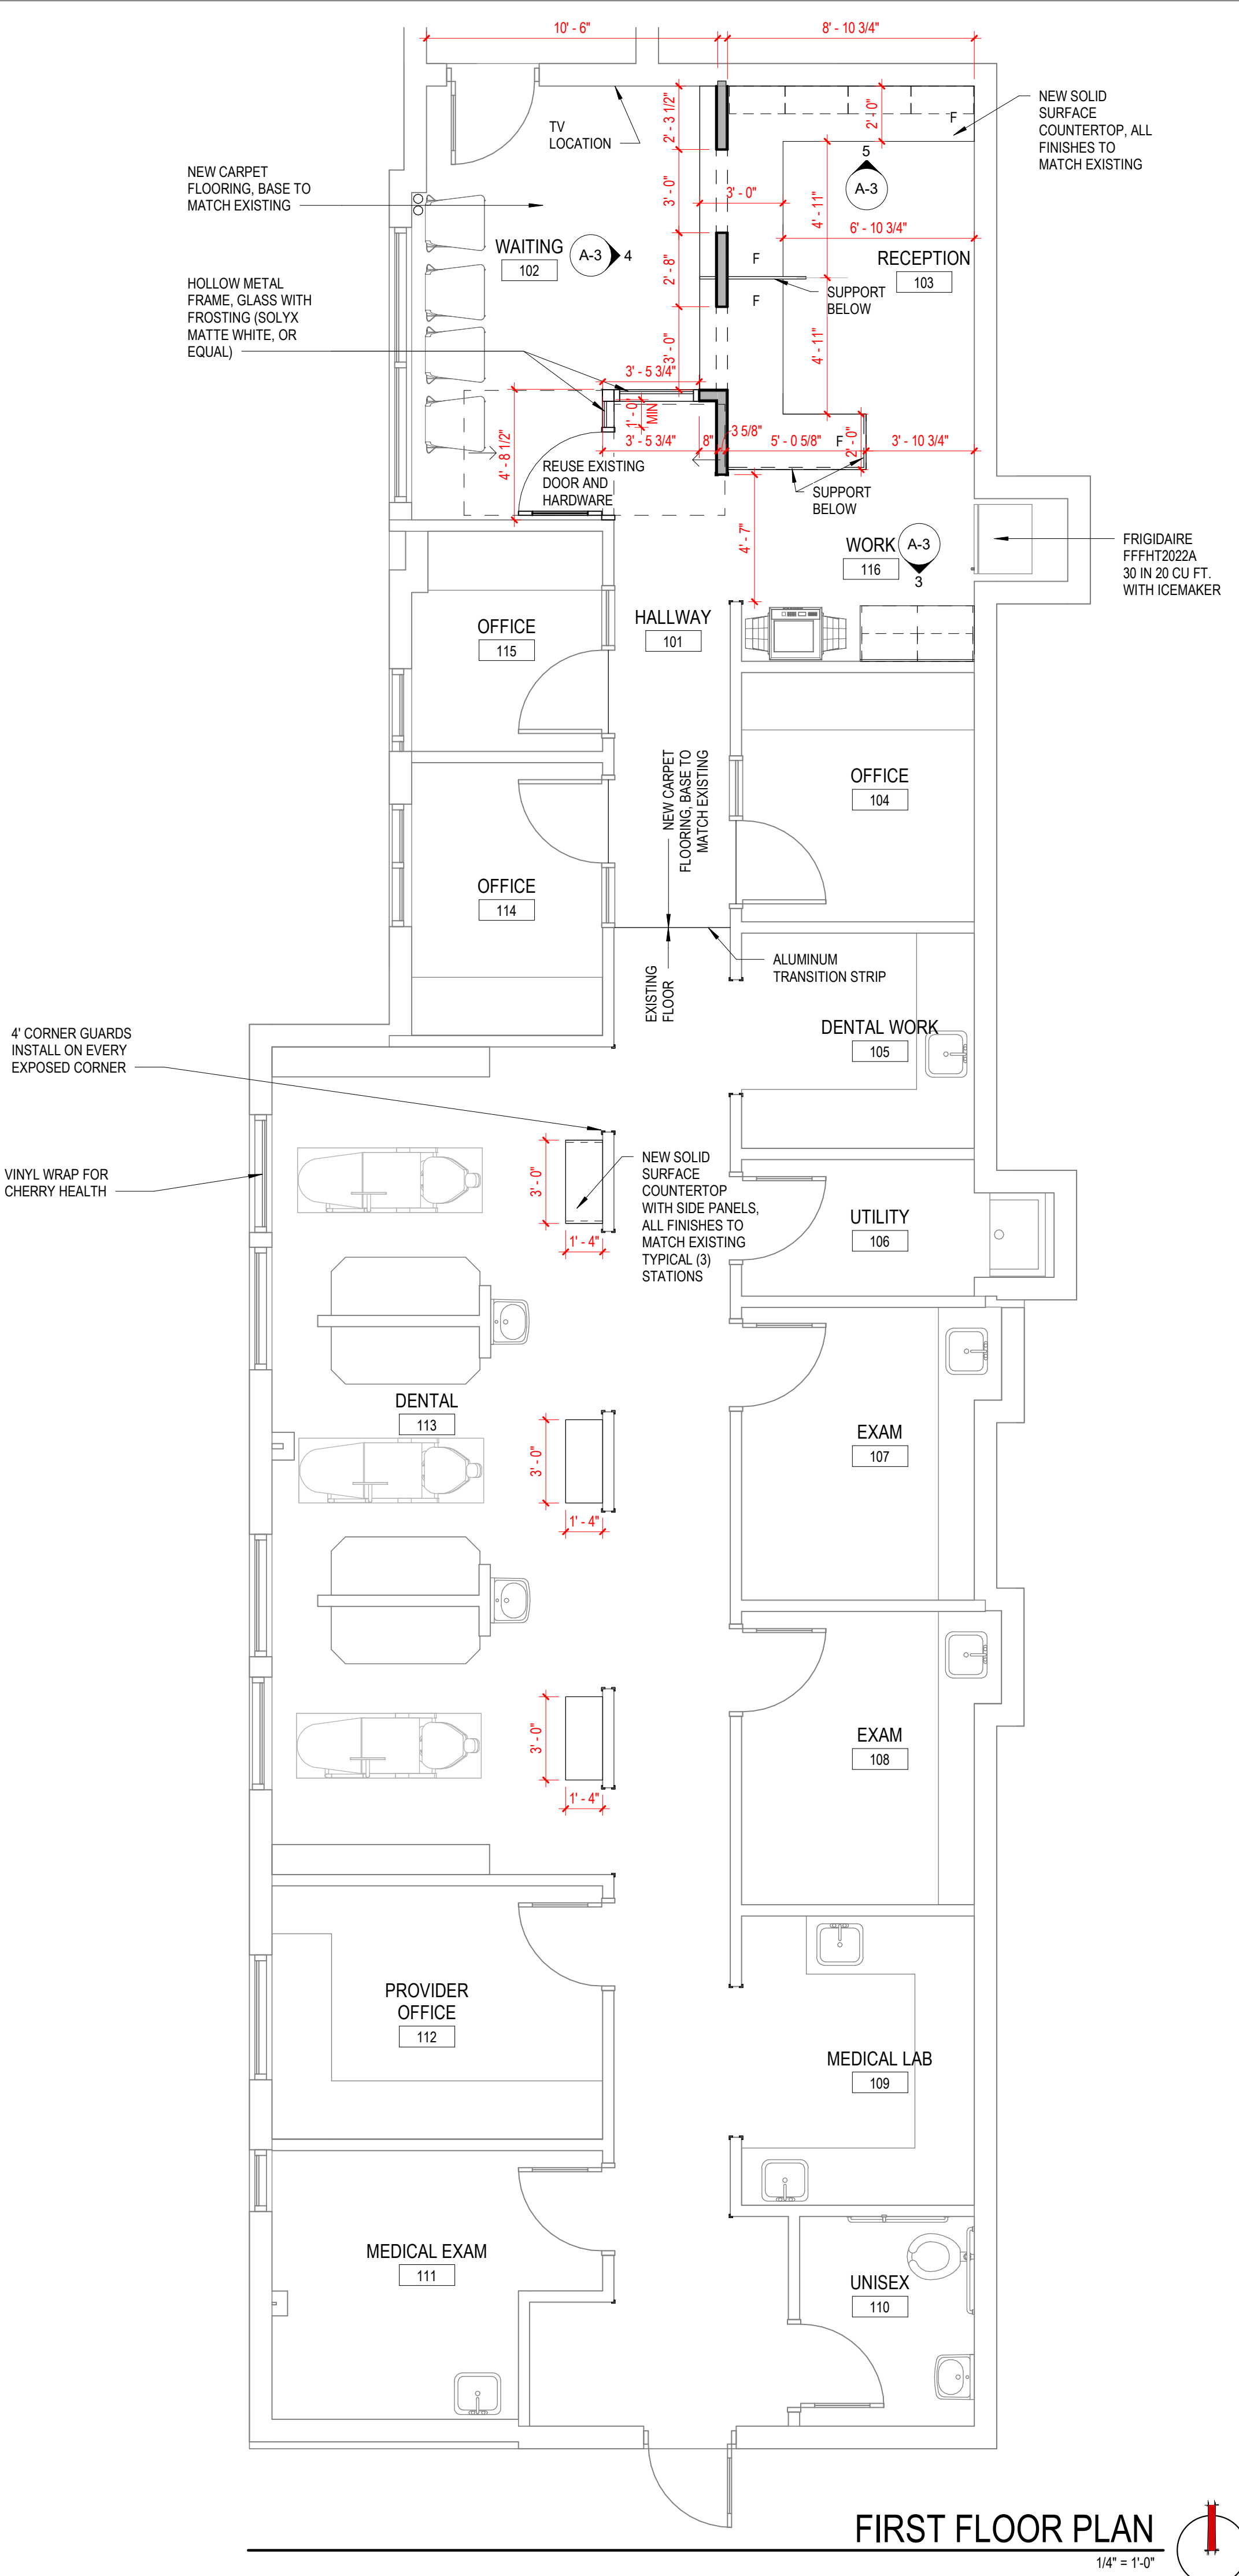 10' - 6"
8' - 10 3/4"
TV
LOCATION
2' - 3 1/2"
2' - 0"
F
NEW SOLID
SURFACE
COUNTERTOP, ALL
FINISHES TO
MATCH EXISTING
NEW CARPET
FLOORING, BASE TO
MATCH EXISTING
5
A-3
3' - 0"
3' - 0"
4' - 11"
6' - 10 3/4"
WAITING
102
A-3
4
2' - 8"
F
RECEPTION
103
HOLLOW METAL
FRAME, GLASS WITH
FROSTING (SOLYX
MATTE WHITE, OR
EQUAL)
F
SUPPORT
BELOW
3' - 0"
4' - 11"
3' - 5 3/4"
1' - 0"
MIN
4' - 8 1/2"
3' - 5 3/4"
8"
3 5/8"
5' - 0 5/8"
F
2' - 0"
3' - 10 3/4"
REUSE EXISTING
DOOR AND
HARDWARE
SUPPORT
BELOW
4' - 7"
WORK
116
A-3
3
FRIGIDAIRE
FFFHT2022A
30 IN 20 CU FT.
WITH ICEMAKER
OFFICE
115
HALLWAY
101
OFFICE
104
NEW CARPET
FLOORING, BASE TO
MATCH EXISTING
OFFICE
114
EXISTING
FLOOR
ALUMINUM
TRANSITION STRIP
4' CORNER GUARDS
INSTALL ON EVERY
EXPOSED CORNER
DENTAL WORK
105
VINYL WRAP FOR
CHERRY HEALTH
3' - 0"
1' - 4"
NEW SOLID
SURFACE
COUNTERTOP
WITH SIDE PANELS,
ALL FINISHES TO
MATCH EXISTING
TYPICAL (3)
STATIONS
UTILITY
106
DENTAL
113
3' - 0"
1' - 4"
EXAM
107
3' - 0"
1' - 4"
EXAM
108
PROVIDER
OFFICE
112
MEDICAL LAB
109
MEDICAL EXAM
111
UNISEX
110
FIRST FLOOR PLAN
1/4" = 1'-0"